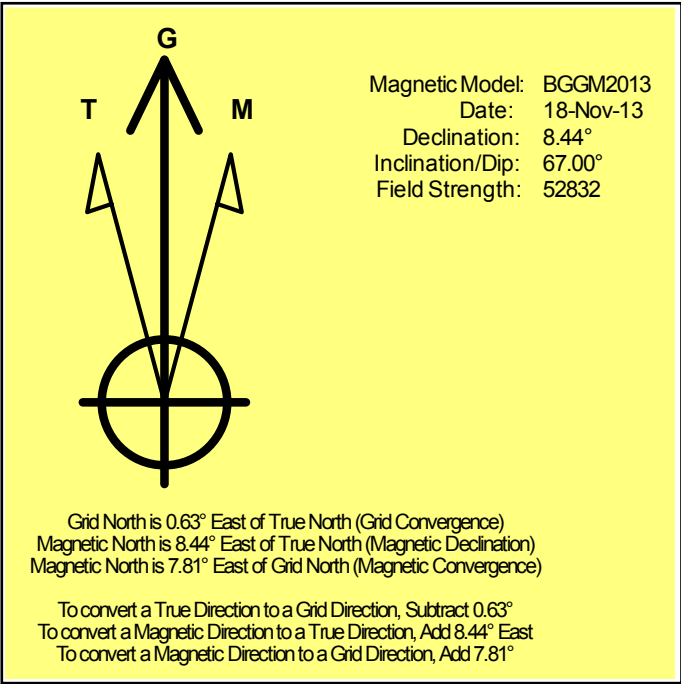 G
T M
Magnetic Model: BGGM2013
Date: 18-Nov-13
Declination: 8.44°
Inclination/Dip: 67.00°
Field Strength: 52832
Grid North is 0.63° East of True North (Grid Convergence)
Magnetic North is 8.44° East of True North (Magnetic Declination)
Magnetic North is 7.81° East of Grid North (Magnetic Convergence)
To convert a True Direction to a Grid Direction, Subtract 0.63°
To convert a Magnetic Direction to a True Direction, Add 8.44° East
To convert a Magnetic Direction to a Grid Direction, Add 7.81°